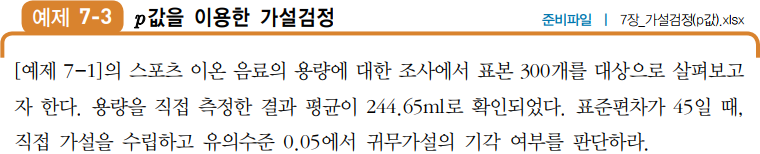 예제 7-3 p값을 이용한 가설검정 준비파일 | 7장_가설검정(p값).xlsx
[예제 7-1]의 스포츠 이온 음료의 용량에 대한 조사에서 표본 300개를 대상으로 살펴보고
자 한다. 용량을 직접 측정한 결과 평균이 244.65ml로 확인되었다. 표준편차가 45일 때,
직접 가설을 수립하고 유의수준 0.05에서 귀무가설의 기각 여부를 판단하라.